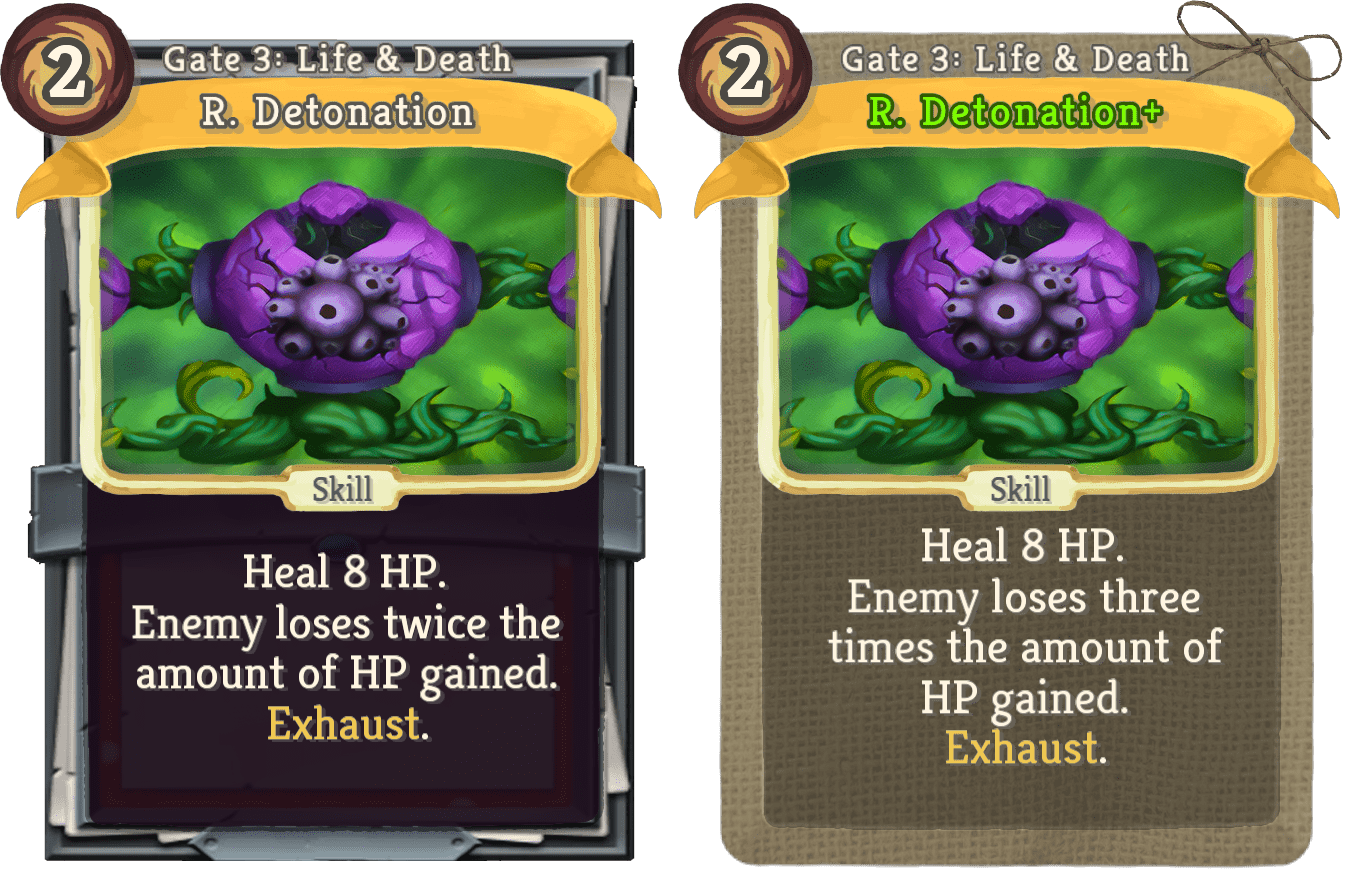 2
Gate 3: Life & Death
R. Detonation
Skill
Heal 8 HP.
Enemy loses twice the
amount of HP gained.
Exhaust.
2
Gate 3: Life & Death
R. Detonation+
Skill
Heal 8 HP.
Enemy loses three
times the amount of
HP gained.
Exhaust.